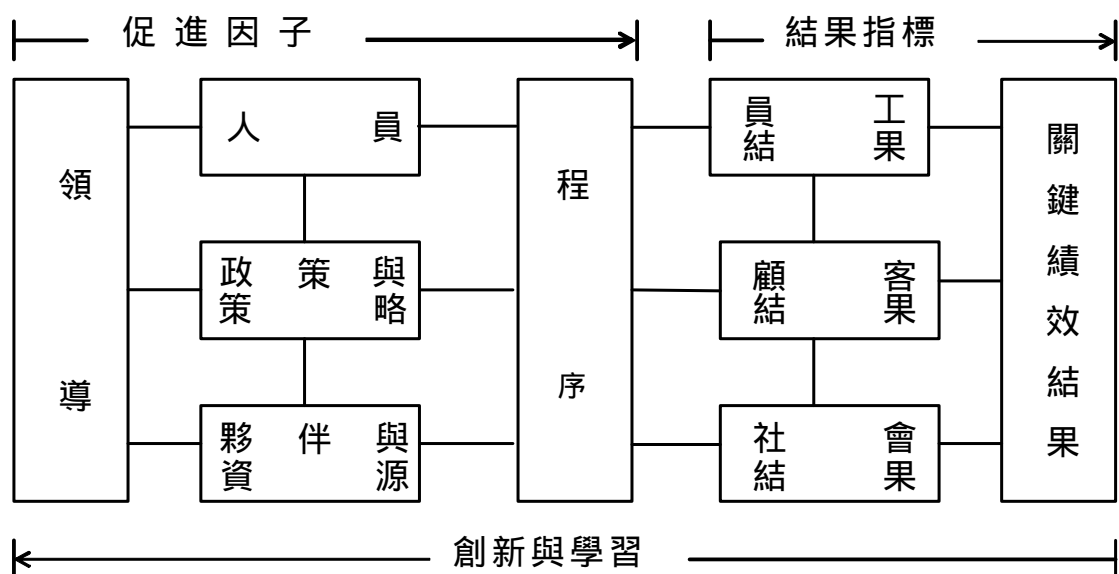 促進因子
結果指標
領導
人員
政策與
策略
夥伴與
資源
程序
員工
結果
顧客
結果
社會
結果
關鍵績效結果
創新與學習